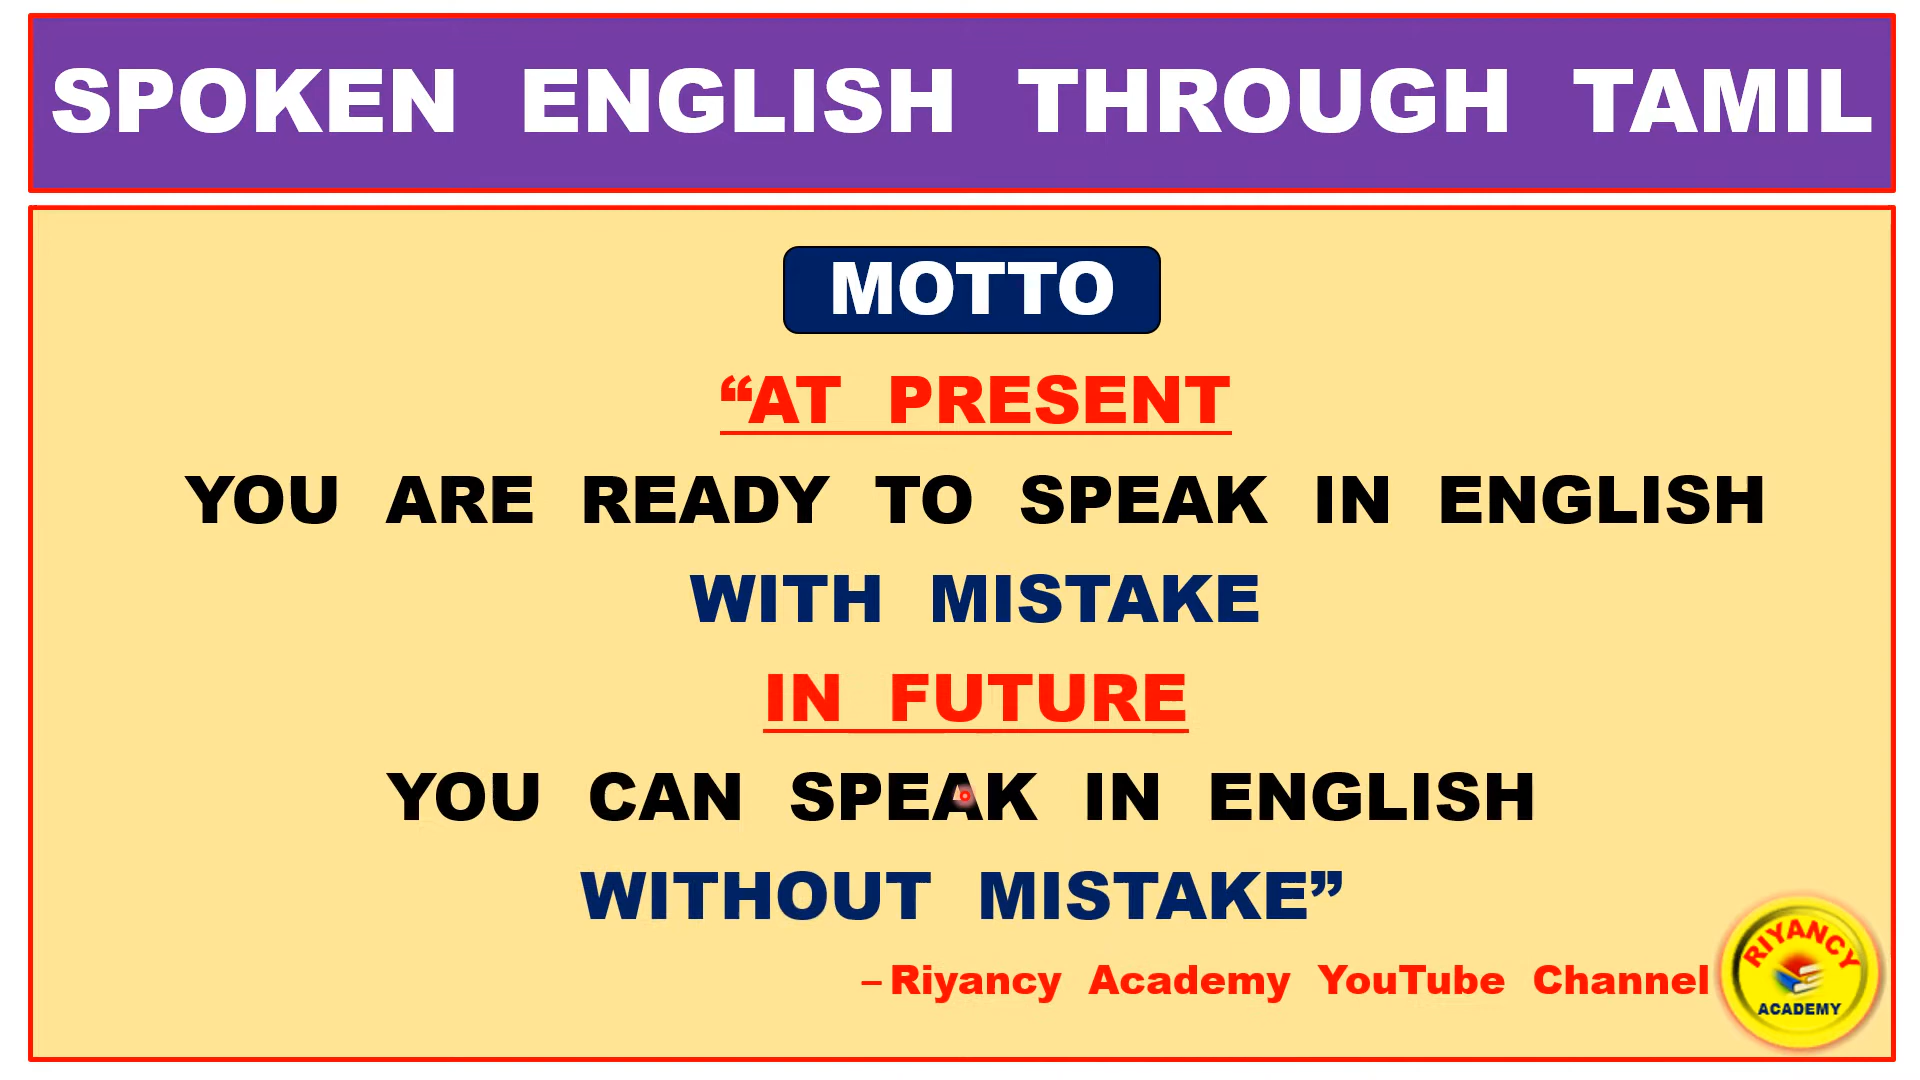 SPOKEN ENGLISH THROUGH TAMIL
MOTTO
“AT PRESENT
YOU ARE READY TO SPEAK IN ENGLISH
WITH MISTAKE
IN FUTURE
YOU CAN SPEAK IN ENGLISH
WITHOUT MISTAKE”
– Riyancy Academy YouTube Channel
RIYANCY
ACADEMY